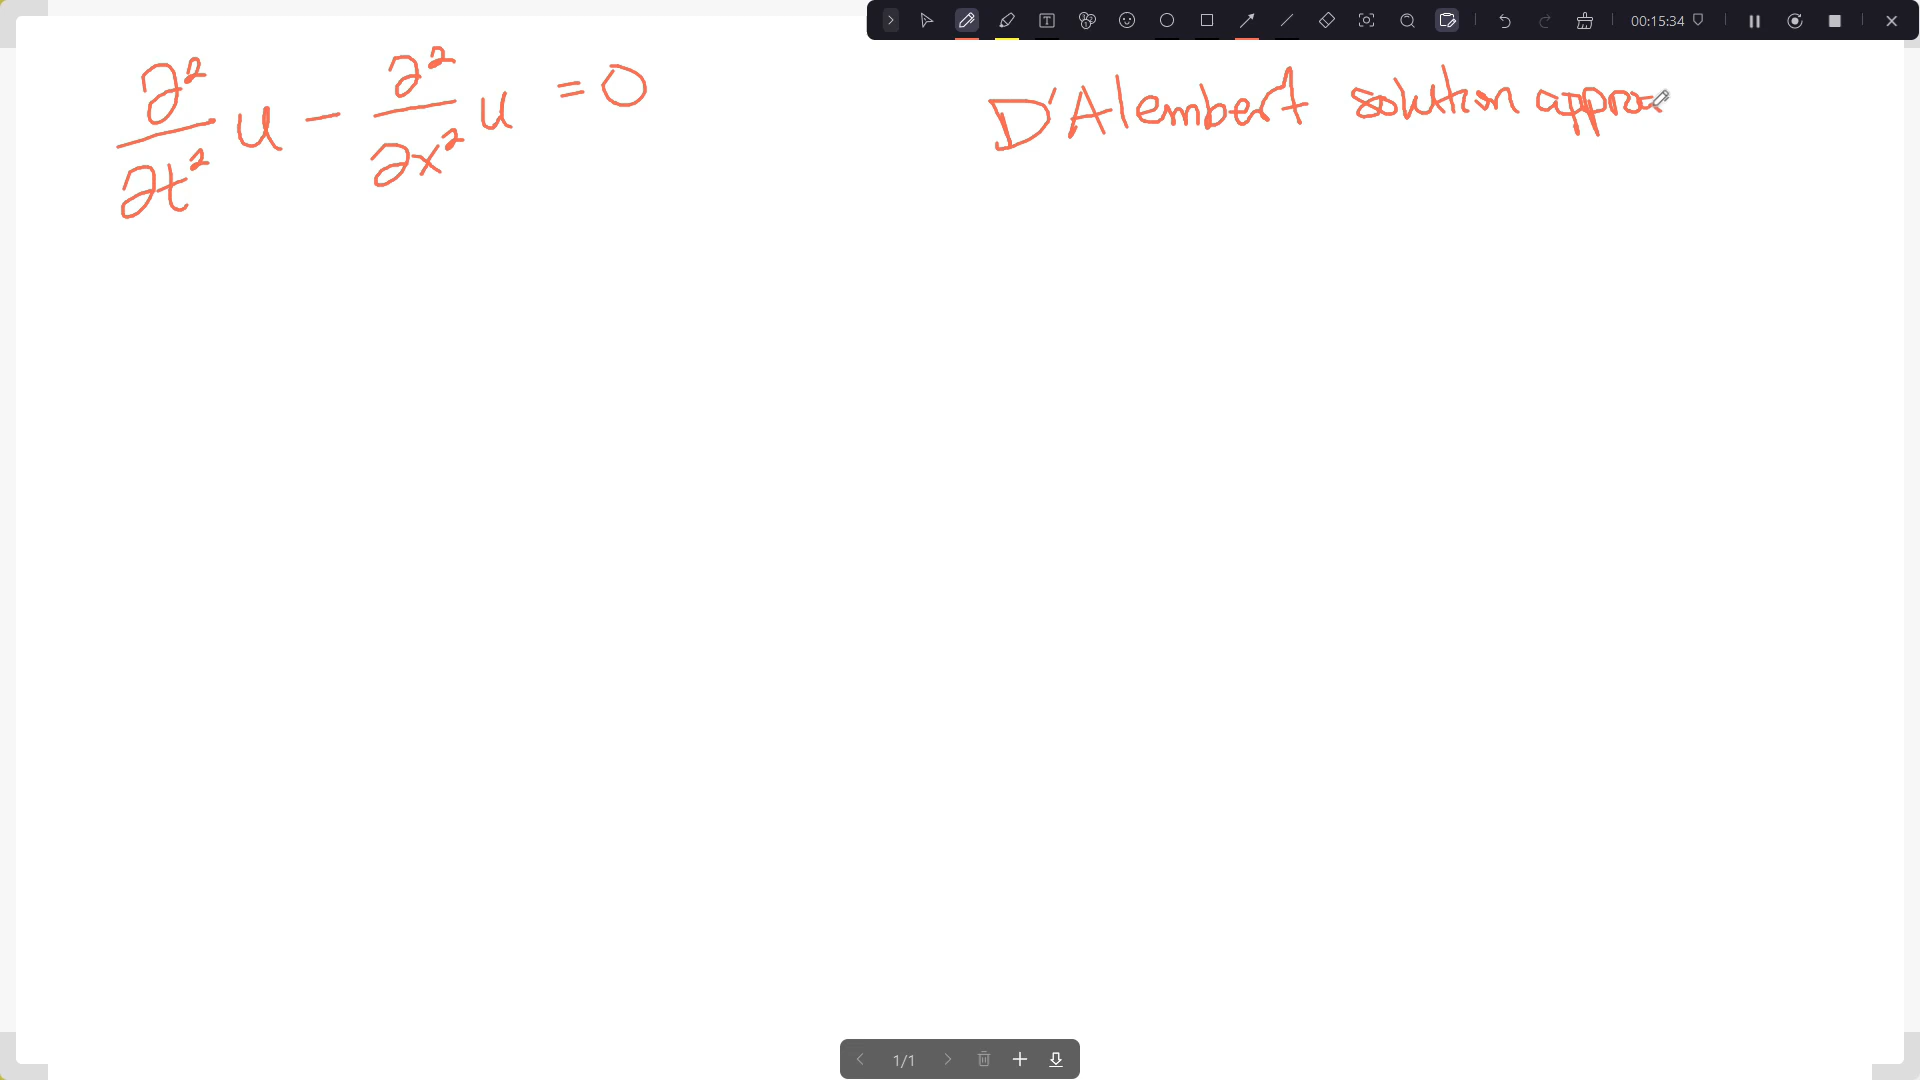 ∂²/∂t² u - ∂²/∂x² u = 0
D'Alembert solution approa
00:15:34
1/1